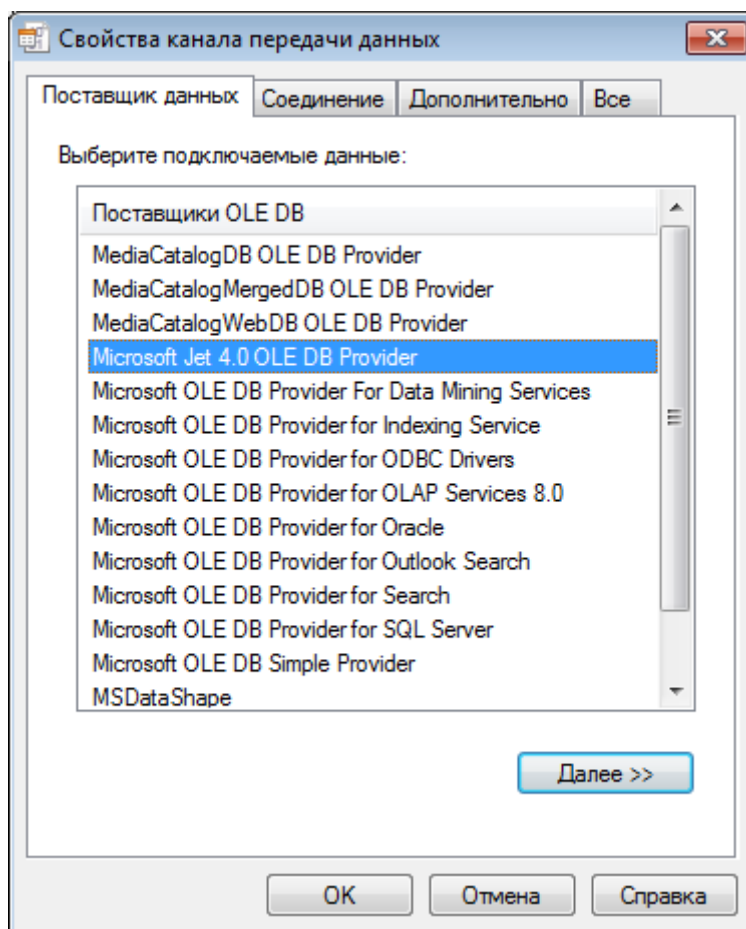 Свойства канала передачи данных
Поставщик данных Соединение Дополнительно Все
Выберите подключаемые данные:
Поставщики OLE DB
MediaCatalogDB OLE DB Provider
MediaCatalogMergedDB OLE DB Provider
MediaCatalogWebDB OLE DB Provider
Microsoft Jet 4.0 OLE DB Provider
Microsoft OLE DB Provider For Data Mining Services
Microsoft OLE DB Provider for Indexing Service
Microsoft OLE DB Provider for ODBC Drivers
Microsoft OLE DB Provider for OLAP Services 8.0
Microsoft OLE DB Provider for Oracle
Microsoft OLE DB Provider for Outlook Search
Microsoft OLE DB Provider for Search
Microsoft OLE DB Provider for SQL Server
Microsoft OLE DB Simple Provider
MSDataShape
Далее >>
ОК Отмена Справка